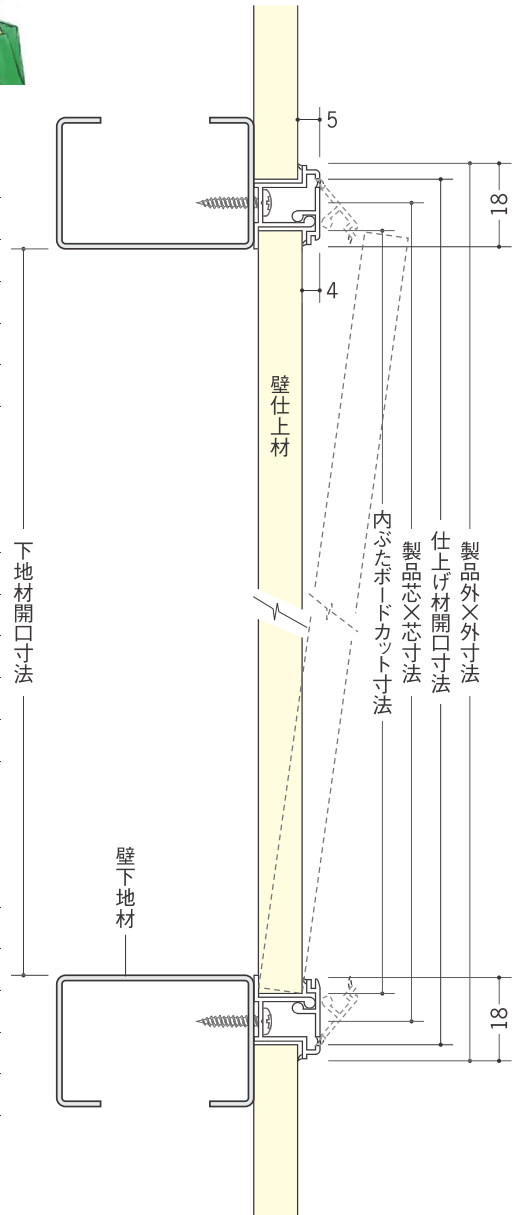 5
18
4
壁仕上材
下地材開口寸法
内ぶたボードカット寸法
製品芯×芯寸法
仕上げ材開口寸法
製品外×外寸法
壁下地材
18